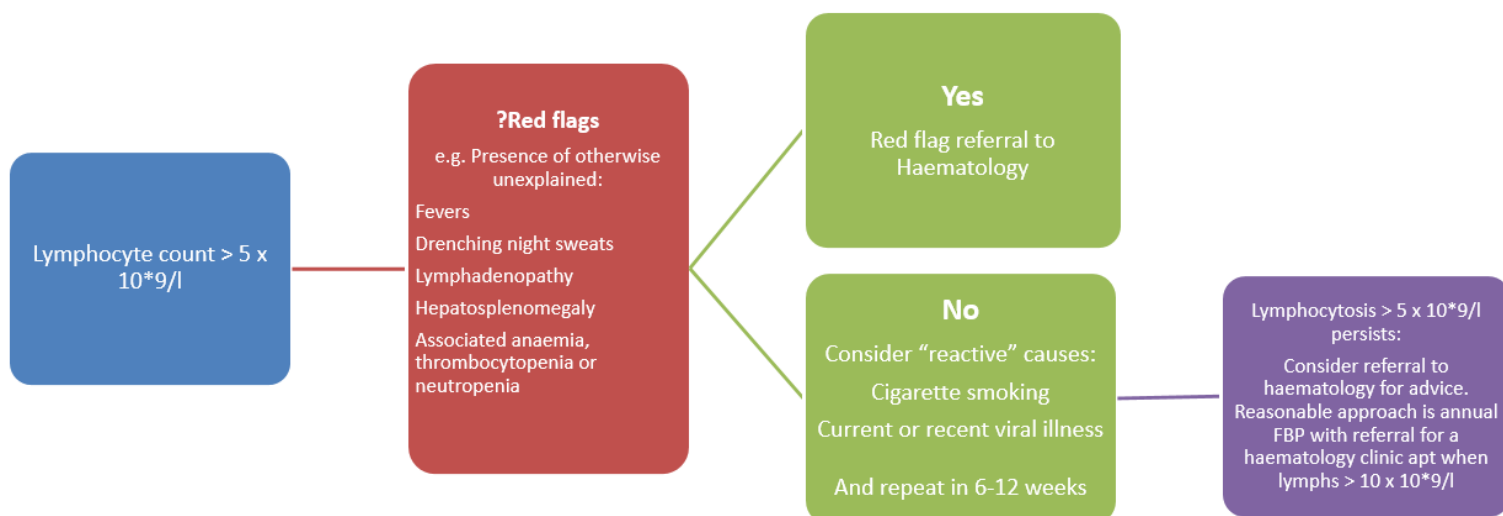 Lymphocyte count > 5 x
10*9/l
?Red flags
e.g. Presence of otherwise
unexplained:
Fevers
Drenching night sweats
Lymphadenopathy
Hepatosplenomegaly
Associated anaemia,
thrombocytopenia or
neutropenia
Yes
Red flag referral to
Haematology
No
Consider “reactive” causes:
Cigarette smoking
Current or recent viral illness
And repeat in 6-12 weeks
Lymphocytosis > 5 x 10*9/l
persists:
Consider referral to
haematology for advice.
Reasonable approach is annual
FBP with referral for a
haematology clinic apt when
lymphs > 10 x 10*9/l